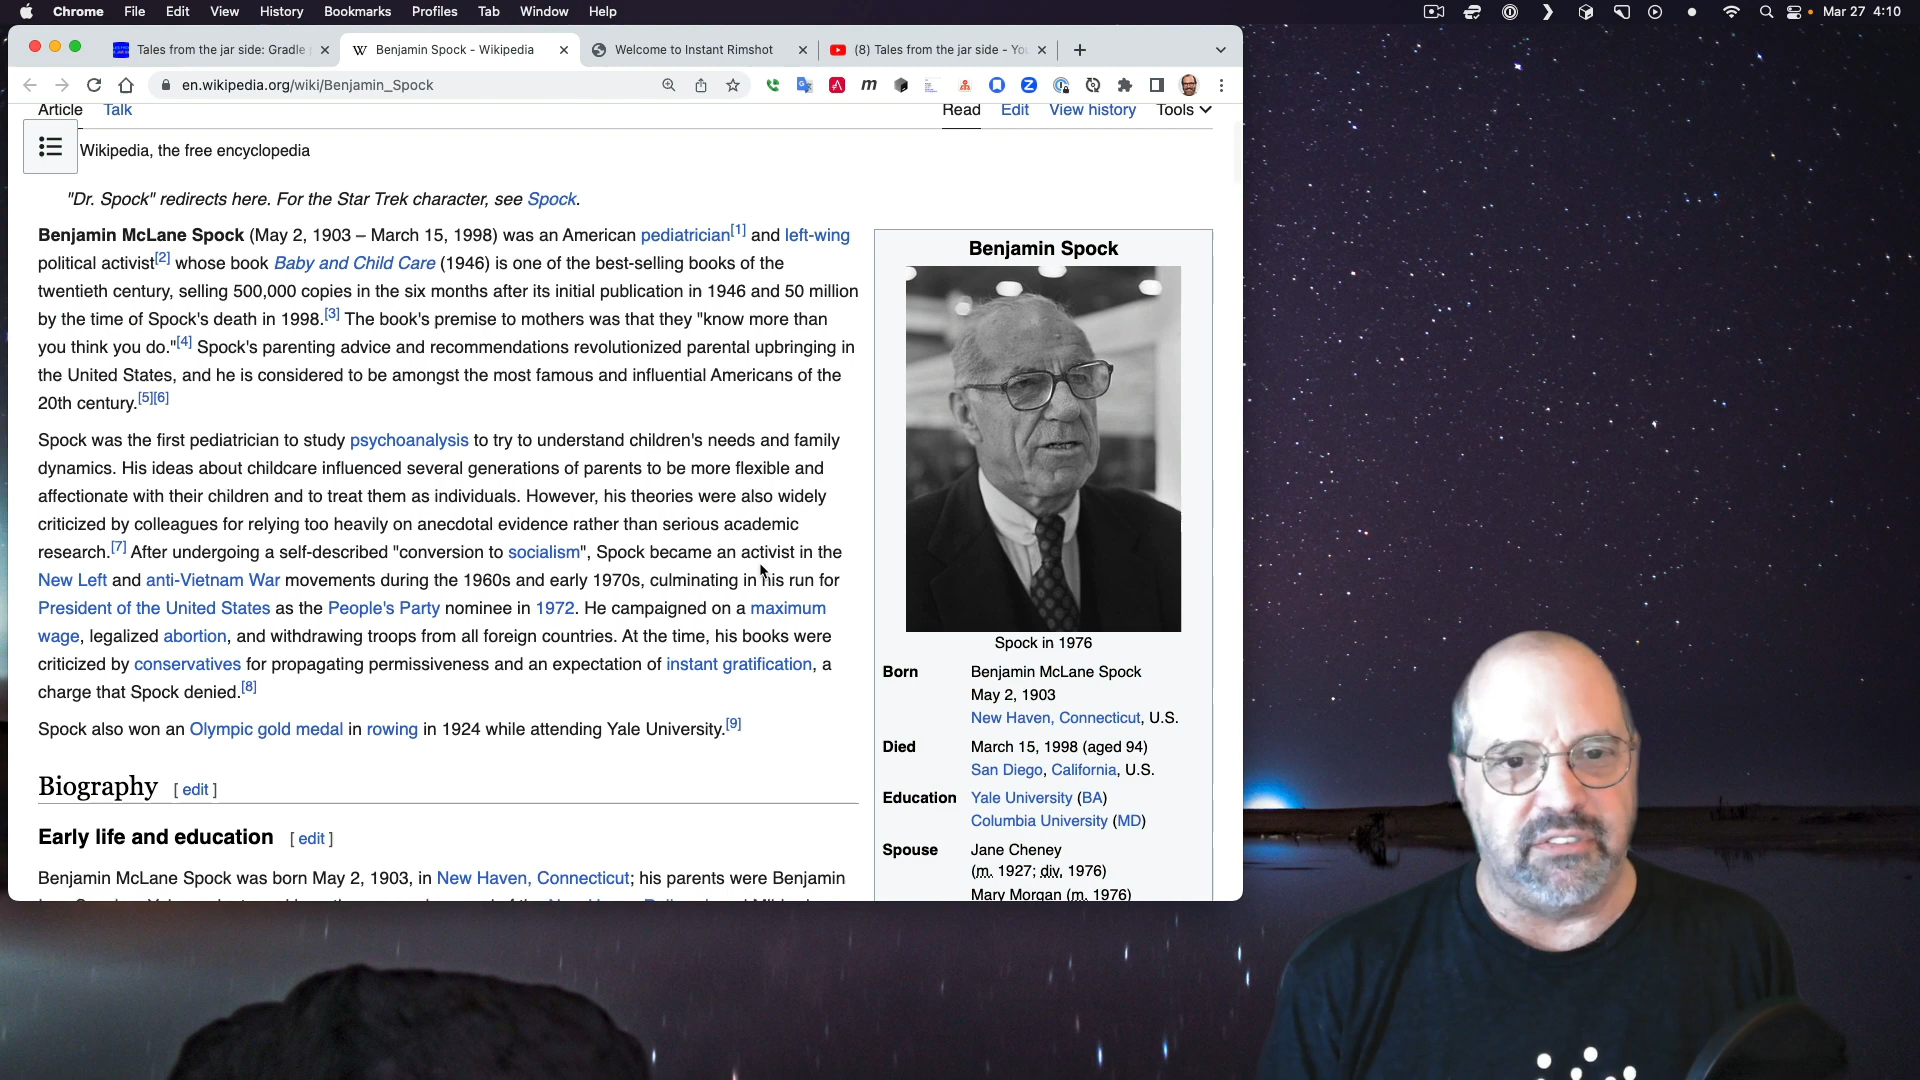 Chrome File Edit View History Bookmarks Profiles Tab Window Help
Mar 27 4:10
Tales from the jar side: Gradle
Benjamin Spock - Wikipedia
Welcome to Instant Rimshot
(8) Tales from the jar side - You
en.wikipedia.org/wiki/Benjamin_Spock
Article Talk
Read Edit View history Tools
Wikipedia, the free encyclopedia
"Dr. Spock" redirects here. For the Star Trek character, see Spock.
Benjamin McLane Spock (May 2, 1903 – March 15, 1998) was an American pediatrician[1] and left-wing
political activist[2] whose book Baby and Child Care (1946) is one of the best-selling books of the
twentieth century, selling 500,000 copies in the six months after its initial publication in 1946 and 50 million
by the time of Spock's death in 1998.[3] The book's premise to mothers was that they "know more than
you think you do."[4] Spock's parenting advice and recommendations revolutionized parental upbringing in
the United States, and he is considered to be amongst the most famous and influential Americans of the
20th century.[5][6]
Spock was the first pediatrician to study psychoanalysis to try to understand children's needs and family
dynamics. His ideas about childcare influenced several generations of parents to be more flexible and
affectionate with their children and to treat them as individuals. However, his theories were also widely
criticized by colleagues for relying too heavily on anecdotal evidence rather than serious academic
research.[7] After undergoing a self-described "conversion to socialism", Spock became an activist in the
New Left and anti-Vietnam War movements during the 1960s and early 1970s, culminating in his run for
President of the United States as the People's Party nominee in 1972. He campaigned on a maximum
wage, legalized abortion, and withdrawing troops from all foreign countries. At the time, his books were
criticized by conservatives for propagating permissiveness and an expectation of instant gratification, a
charge that Spock denied.[8]
Spock also won an Olympic gold medal in rowing in 1924 while attending Yale University.[9]
Biography [ edit ]
Early life and education [ edit ]
Benjamin McLane Spock was born May 2, 1903, in New Haven, Connecticut; his parents were Benjamin
Benjamin Spock
Spock in 1976
Born Benjamin McLane Spock
May 2, 1903
New Haven, Connecticut, U.S.
Died March 15, 1998 (aged 94)
San Diego, California, U.S.
Education Yale University (BA)
Columbia University (MD)
Spouse Jane Cheney
(m. 1927; div. 1976)
Mary Morgan (m. 1976)